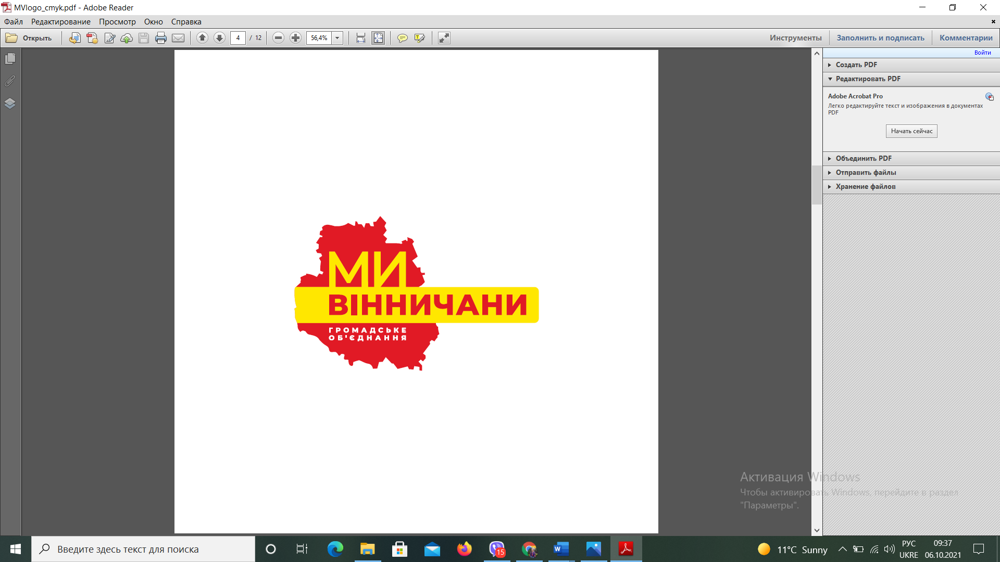 MVlogo_cmyk.pdf - Adobe Reader
Файл Редактирование Просмотр Окно Справка
Открыть 4 / 12 56,4% Инструменты Заполнить и подписать Комментарии
Войти
Создать PDF
Редактировать PDF
Adobe Acrobat Pro
Легко редактируйте текст и изображения в документах
PDF
Начать сейчас
Объединить PDF
Отправить файлы
Хранение файлов
МИ
ВІННИЧАНИ
ГРОМАДСЬКЕ
ОБ'ЄДНАННЯ
Активация Windows
Чтобы активировать Windows, перейдите в раздел
"Параметры".
Введите здесь текст для поиска
15
11°C Sunny
РУС
UKRE
09:37
06.10.2021